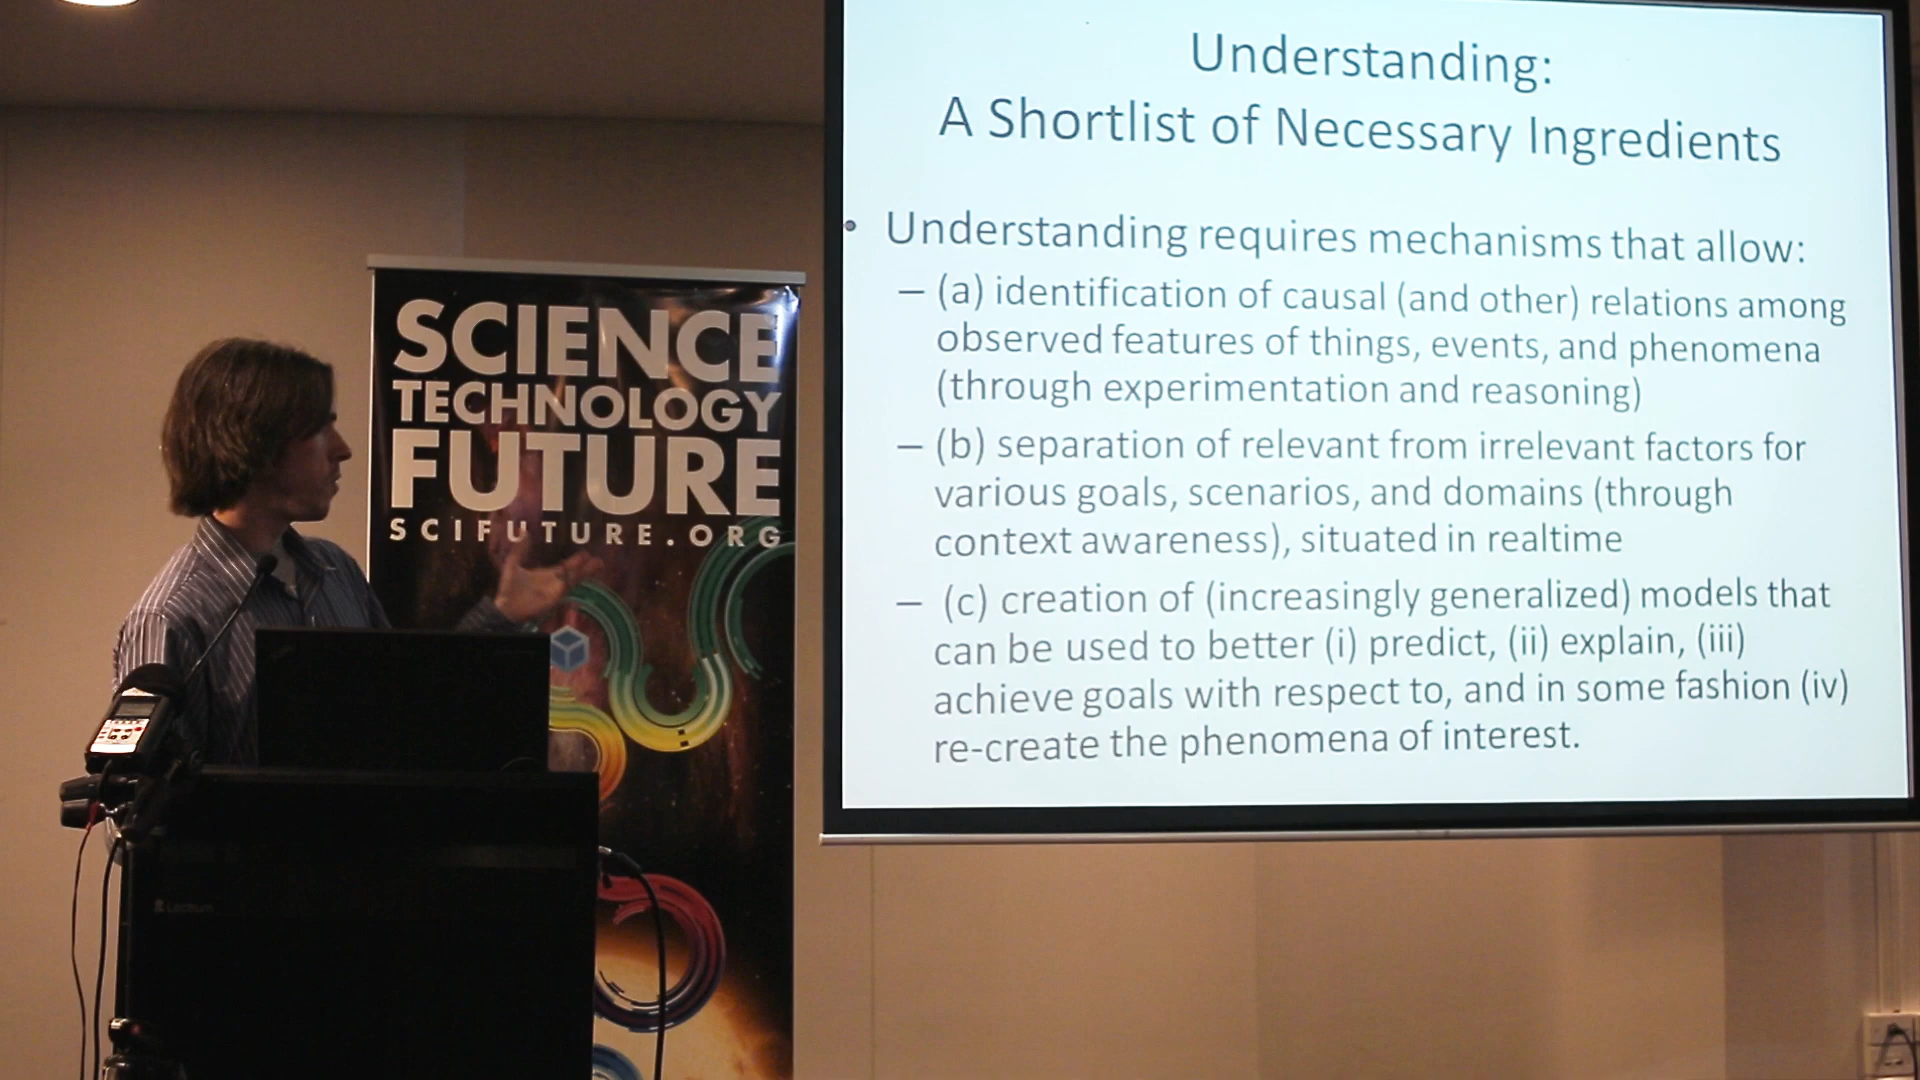 Understanding:
A Shortlist of Necessary Ingredients
• Understanding requires mechanisms that allow:
– (a) identification of causal (and other) relations among
observed features of things, events, and phenomena
(through experimentation and reasoning)
– (b) separation of relevant from irrelevant factors for
various goals, scenarios, and domains (through
context awareness), situated in realtime
– (c) creation of (increasingly generalized) models that
can be used to better (i) predict, (ii) explain, (iii)
achieve goals with respect to, and in some fashion (iv)
re-create the phenomena of interest.
SCIENCE
TECHNOLOGY
FUTURE
SCIFUTURE.ORG
Lectrum